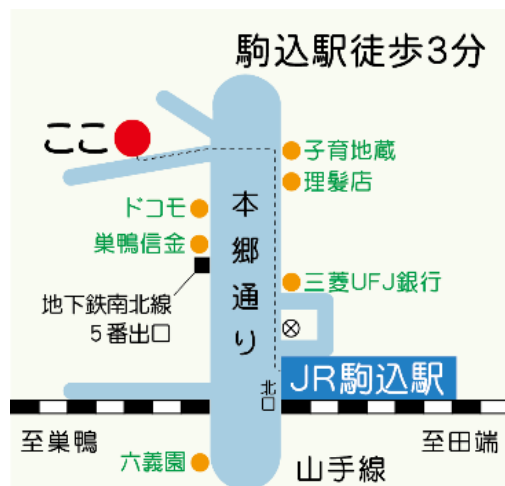 駒込駅徒歩3分
ここ
子育地蔵
理髪店
ドコモ
巣鴨信金
本郷通り
地下鉄南北線
5番出口
三菱UFJ銀行
JR駒込駅
北口
至巣鴨
至田端
六義園
山手線